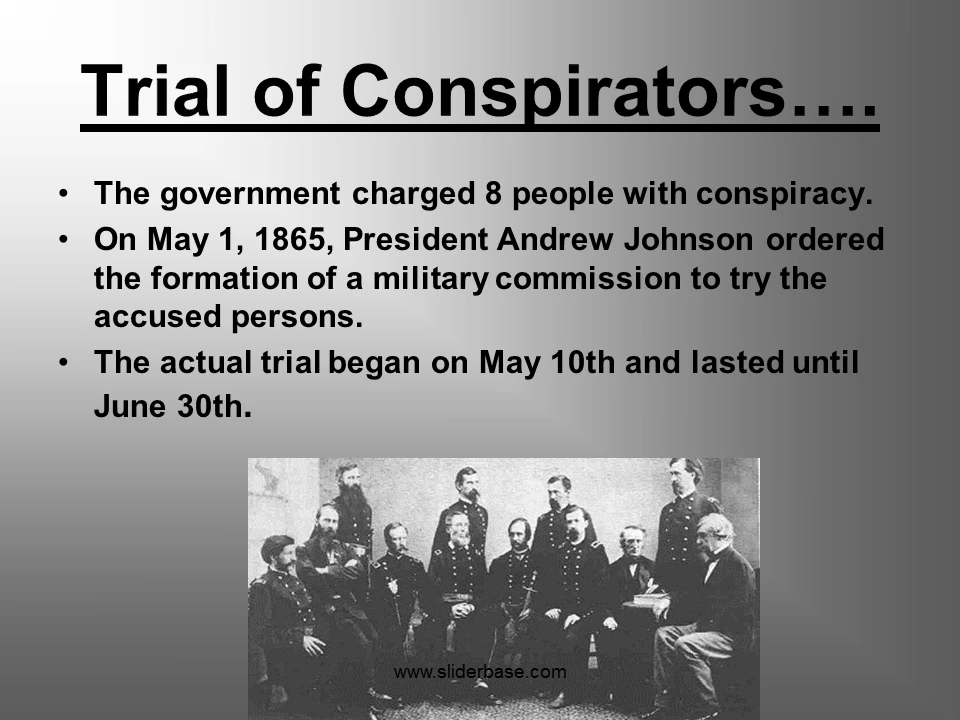 Trial of Conspirators….
• The government charged 8 people with conspiracy.
• On May 1, 1865, President Andrew Johnson ordered
the formation of a military commission to try the
accused persons.
• The actual trial began on May 10th and lasted until
June 30th.
www.sliderbase.com